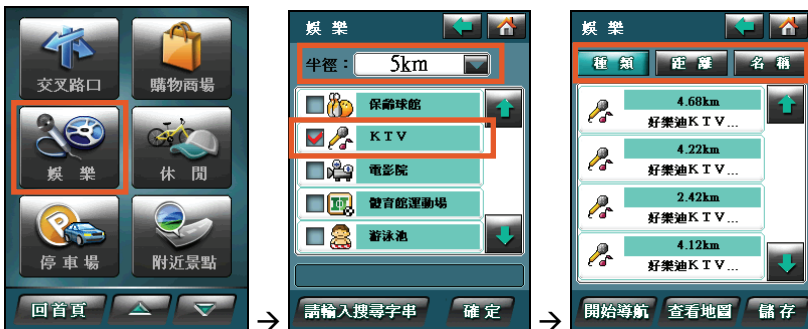 交叉路口 購物商場
娛 樂 休 閒
停車場 附近景點
回首頁
→
娛 樂
半徑： 5km
保齡球館
KTV
電影院
體育館運動場
游泳池
請輸入搜尋字串 確 定
→
娛 樂
種 類 距 離 名 稱
4.68km
好樂迪KTV...
4.22km
好樂迪KTV...
2.42km
好樂迪KTV...
4.12km
好樂迪KTV...
開始導航 查看地圖 儲 存